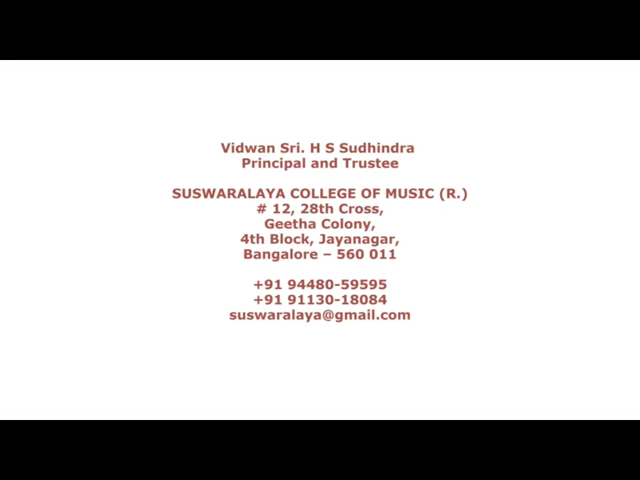 Vidwan Sri. H S Sudhindra
Principal and Trustee
SUSWARALAYA COLLEGE OF MUSIC (R.)
# 12, 28th Cross,
Geetha Colony,
4th Block, Jayanagar,
Bangalore – 560 011
+91 94480-59595
+91 91130-18084
suswaralaya@gmail.com